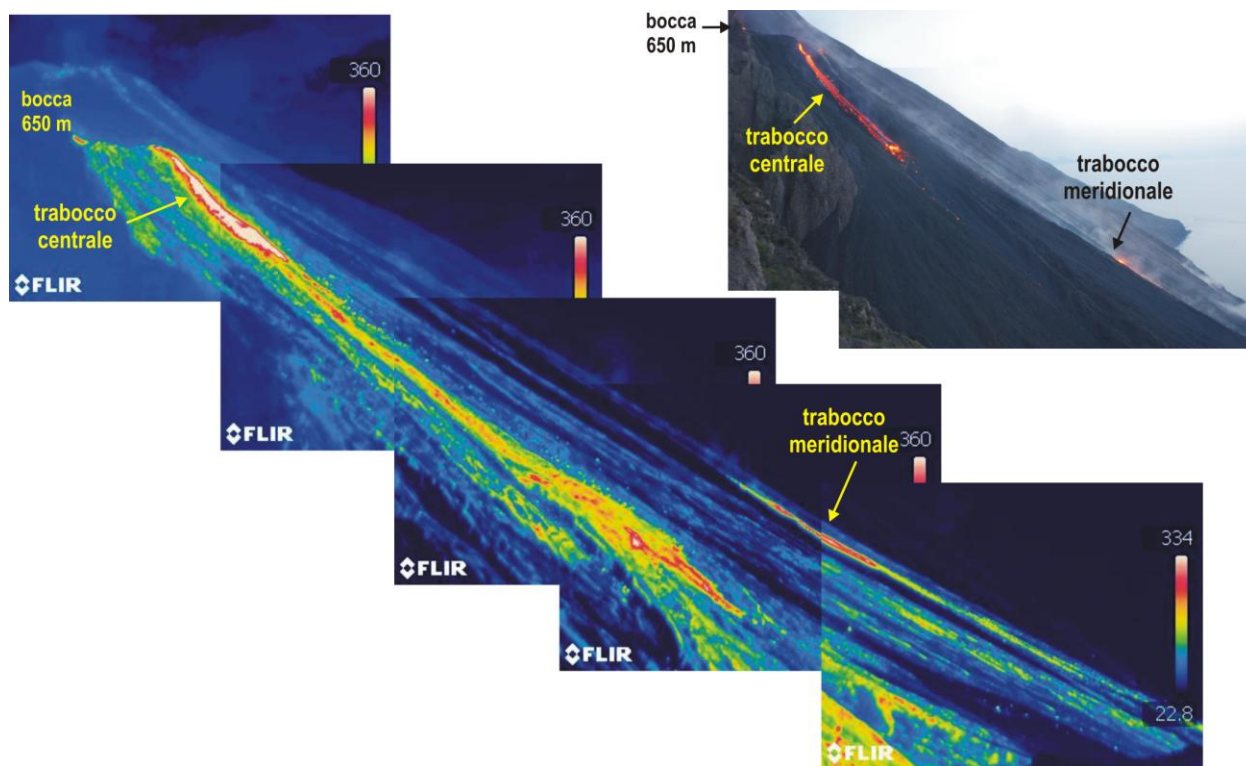 360
bocca
650 m
trabocco
centrale
FLIR
360
FLIR
360
FLIR
trabocco
meridionale
360
FLIR
334
22.8
FLIR
bocca
650 m
trabocco
centrale
trabocco
meridionale